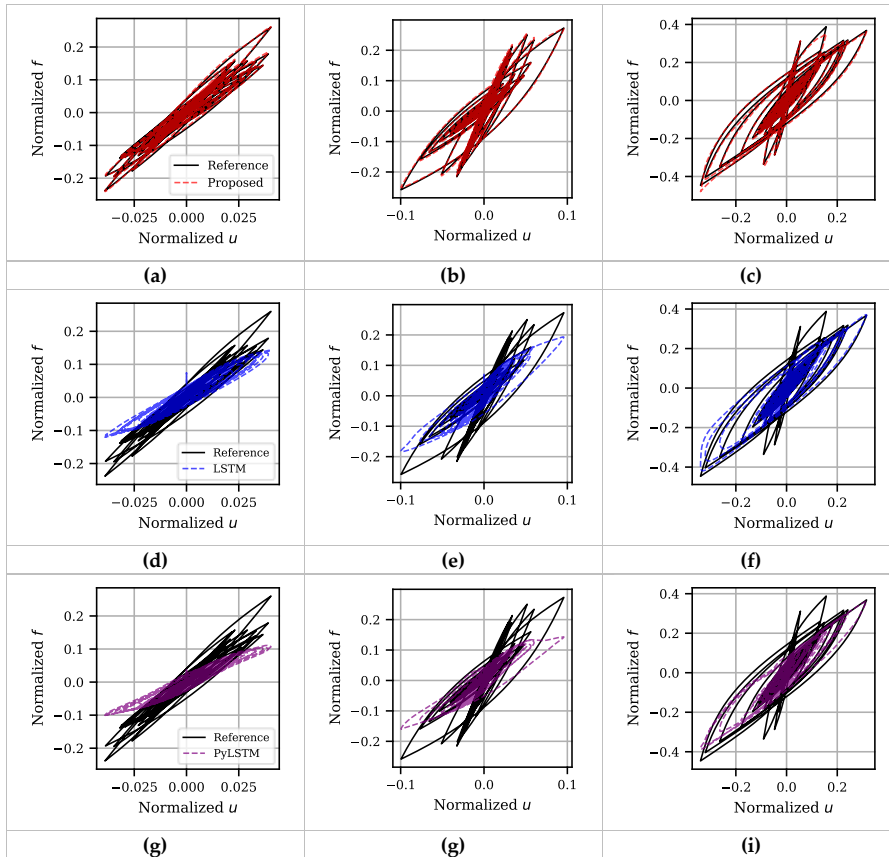 Normalized f
0.2
0.1
0.0
−0.1
−0.2
Reference
Proposed
−0.025
0.000
0.025
Normalized u
(a)
Normalized f
0.2
0.1
0.0
−0.1
−0.2
−0.1
0.0
0.1
Normalized u
(b)
Normalized f
0.4
0.2
0.0
−0.2
−0.4
−0.2
0.0
0.2
Normalized u
(c)
Normalized f
0.2
0.1
0.0
−0.1
−0.2
Reference
LSTM
−0.025
0.000
0.025
Normalized u
(d)
Normalized f
0.2
0.1
0.0
−0.1
−0.2
−0.1
0.0
0.1
Normalized u
(e)
Normalized f
0.4
0.2
0.0
−0.2
−0.4
−0.2
0.0
0.2
Normalized u
(f)
Normalized f
0.2
0.1
0.0
−0.1
−0.2
Reference
PyLSTM
−0.025
0.000
0.025
Normalized u
(g)
Normalized f
0.2
0.1
0.0
−0.1
−0.2
−0.1
0.0
0.1
Normalized u
(g)
Normalized f
0.4
0.2
0.0
−0.2
−0.4
−0.2
0.0
0.2
Normalized u
(i)